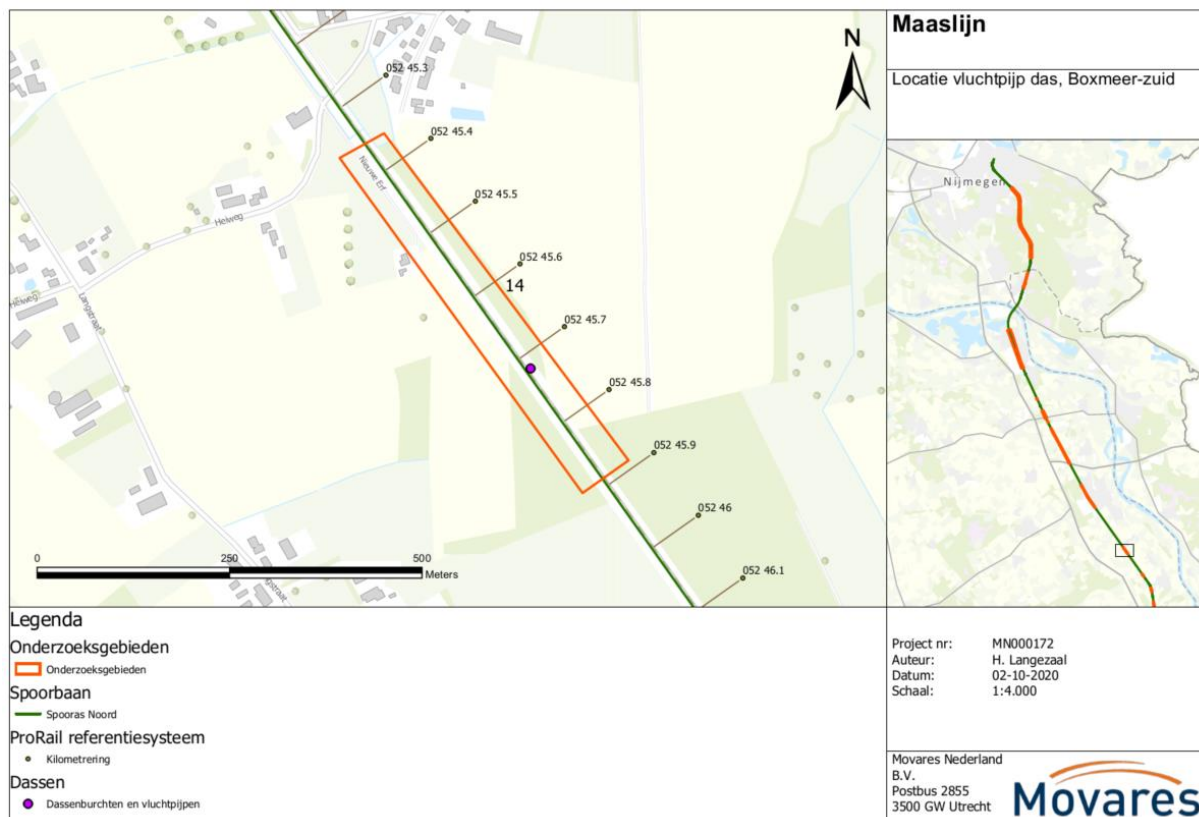 Maaslijn
Locatie vluchtpijp das, Boxmeer-zuid
N
052 45.3
052 45.4
Nieuwe Erf
052 45.5
Heiweg
052 45.6
14
Heiweg
Langstraat
052 45.7
052 45.8
052 45.9
052 46
052 46.1
0 250 500
Meters
Nijmegen
Legenda
Onderzoeksgebieden
Onderzoeksgebieden
Spoorbaan
Spooras Noord
ProRail referentiesysteem
Kilometrering
Dassen
Dassenburchten en vluchtpijpen
Project nr: MN000172
Auteur: H. Langezaal
Datum: 02-10-2020
Schaal: 1:4.000
Movares Nederland
B.V.
Postbus 2855
3500 GW Utrecht
Movares